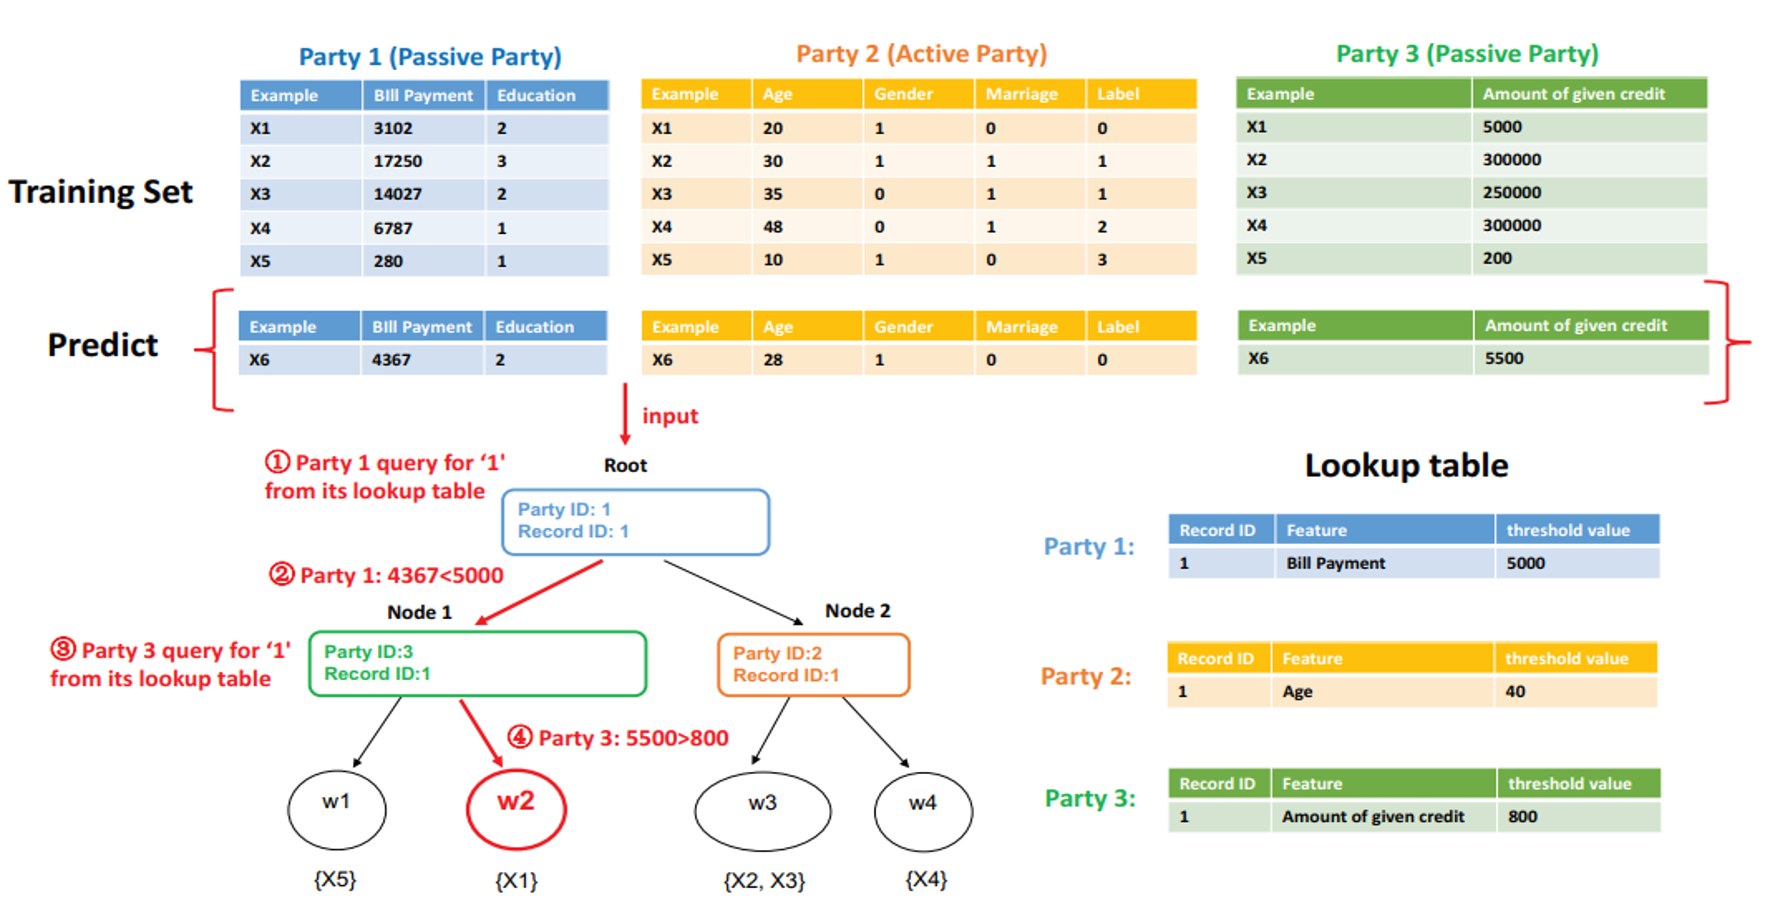 Party 1 (Passive Party)
Party 2 (Active Party)
Party 3 (Passive Party)
Training Set
Example BIll Payment Education
X1 3102 2
X2 17250 3
X3 14027 2
X4 6787 1
X5 280 1
Example Age Gender Marriage Label
X1 20 1 0 0
X2 30 1 1 1
X3 35 0 1 1
X4 48 0 1 2
X5 10 1 0 3
Example Amount of given credit
X1 5000
X2 300000
X3 250000
X4 300000
X5 200
Predict
Example BIll Payment Education
X6 4367 2
Example Age Gender Marriage Label
X6 28 1 0 0
Example Amount of given credit
X6 5500
input
① Party 1 query for ‘1'
from its lookup table
Root
Party ID: 1
Record ID: 1
② Party 1: 4367<5000
Node 1
Node 2
③ Party 3 query for ‘1'
from its lookup table
Party ID:3
Record ID:1
Party ID:2
Record ID:1
④ Party 3: 5500>800
w1
w2
w3
w4
{X5}
{X1}
{X2, X3}
{X4}
Lookup table
Party 1:
Record ID Feature threshold value
1 Bill Payment 5000
Party 2:
Record ID Feature threshold value
1 Age 40
Party 3:
Record ID Feature threshold value
1 Amount of given credit 800